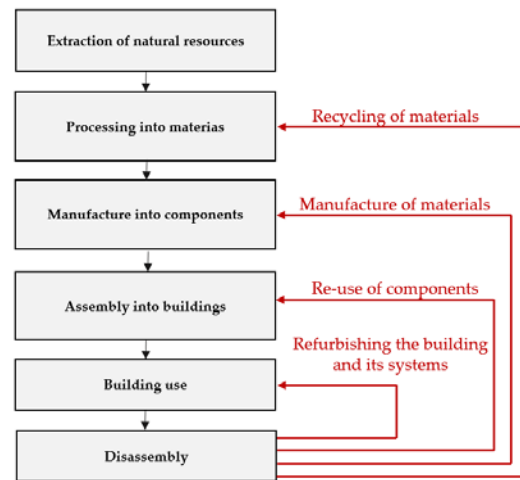 Extraction of natural resources
Processing into materias
Recycling of materials
Manufacture into components
Manufacture of materials
Assembly into buildings
Re-use of components
Refurbishing the building
and its systems
Building use
Disassembly